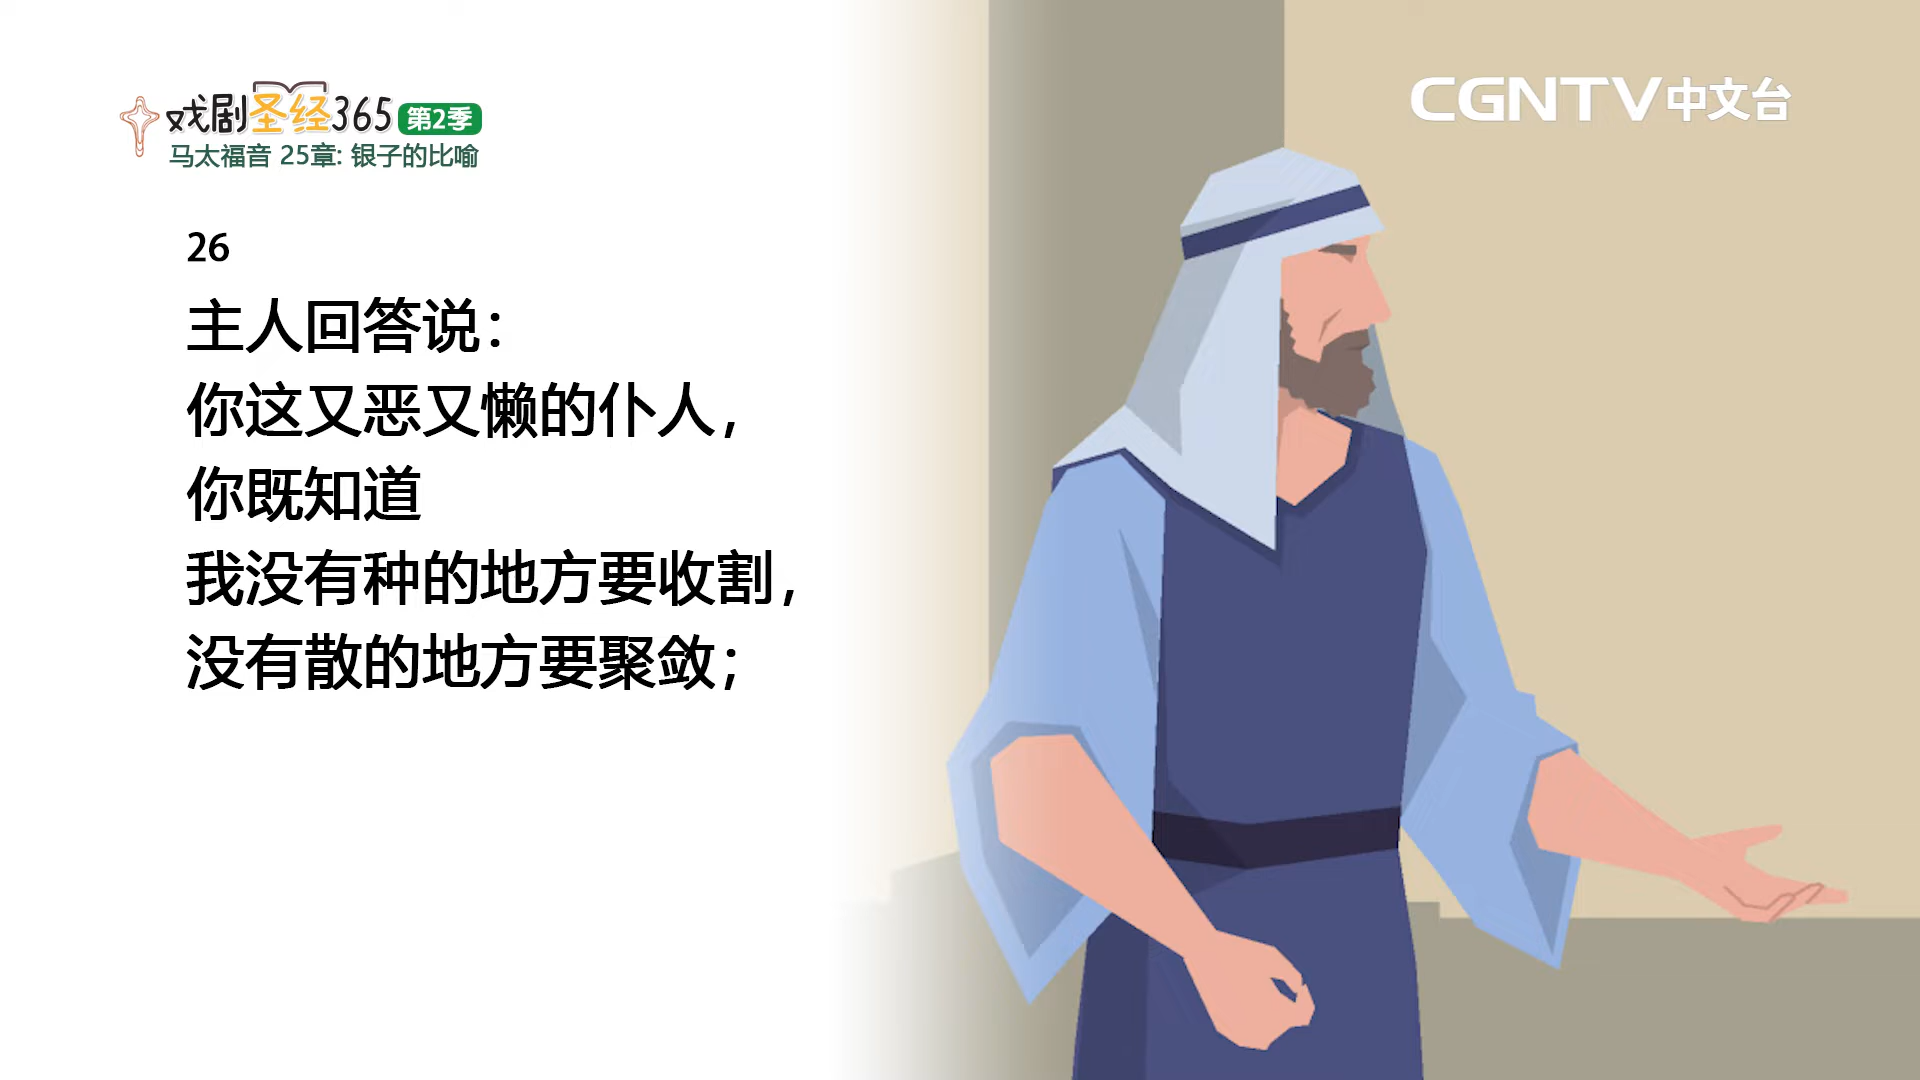 戏剧圣经365 第2季
马太福音 25章: 银子的比喻
CGNTV中文台
26
主人回答说：
你这又恶又懒的仆人，
你既知道
我没有种的地方要收割，
没有散的地方要聚敛；